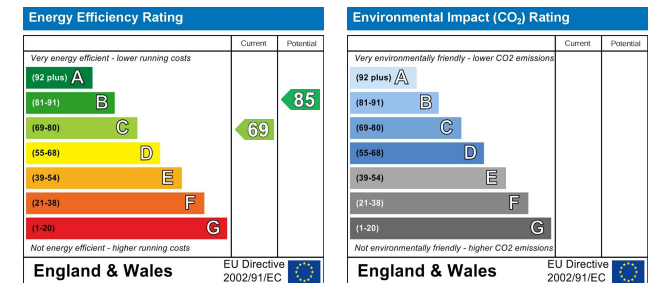 Energy Efficiency Rating
Current Potential
Very energy efficient - lower running costs
(92 plus) A
(81-91) B
(69-80) C
(55-68) D
(39-54) E
(21-38) F
(1-20) G
69
85
Not energy efficient - higher running costs
England & Wales
EU Directive
2002/91/EC
Environmental Impact (CO2) Rating
Current Potential
Very environmentally friendly - lower CO2 emissions
(92 plus) A
(81-91) B
(69-80) C
(55-68) D
(39-54) E
(21-38) F
(1-20) G
Not environmentally friendly - higher CO2 emissions
England & Wales
EU Directive
2002/91/EC